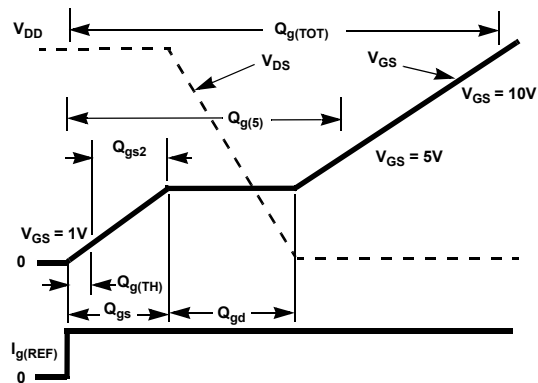 V_DD
Q_g(TOT)
V_DS
V_GS
V_GS = 10V
Q_g(5)
Q_gs2
V_GS = 5V
V_GS = 1V
0
Q_g(TH)
Q_gs
Q_gd
I_g(REF)
0